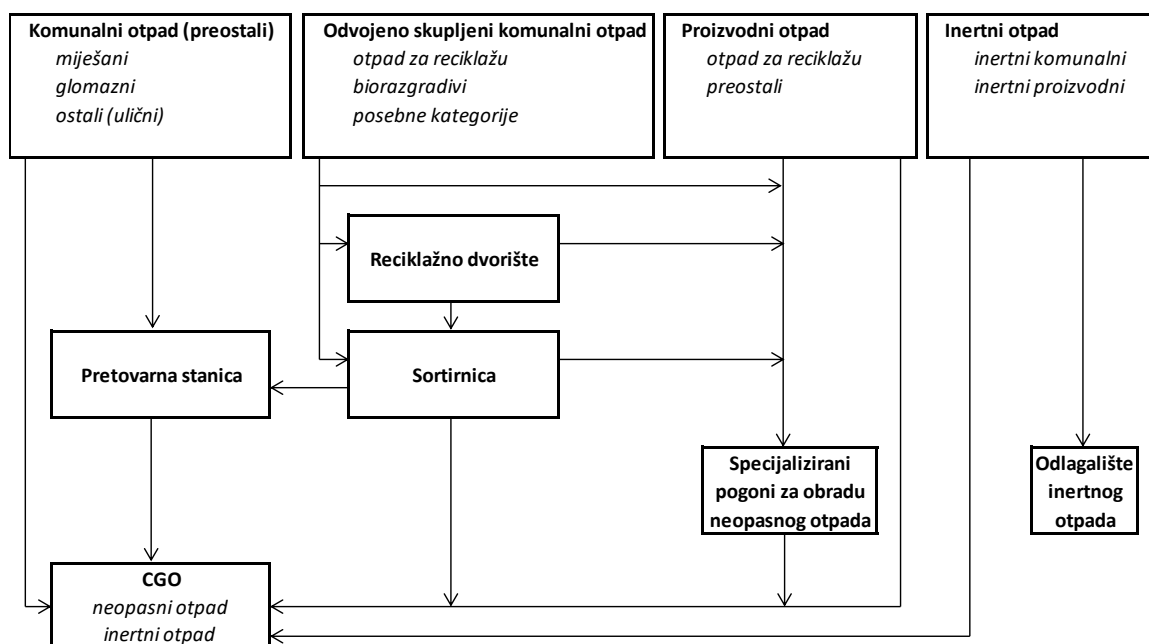 Komunalni otpad (preostali)
miješani
glomazni
ostali (ulični)
Odvojeno skupljeni komunalni otpad
otpad za reciklažu
biorazgradivi
posebne kategorije
Proizvodni otpad
otpad za reciklažu
preostali
Inertni otpad
inertni komunalni
inertni proizvodni
Reciklažno dvorište
Pretovarna stanica
Sortirnica
Specijalizirani
pogoni za obradu
neopasnog otpada
Odlagalište
inertnog
otpada
CGO
neopasni otpad
inertni otpad